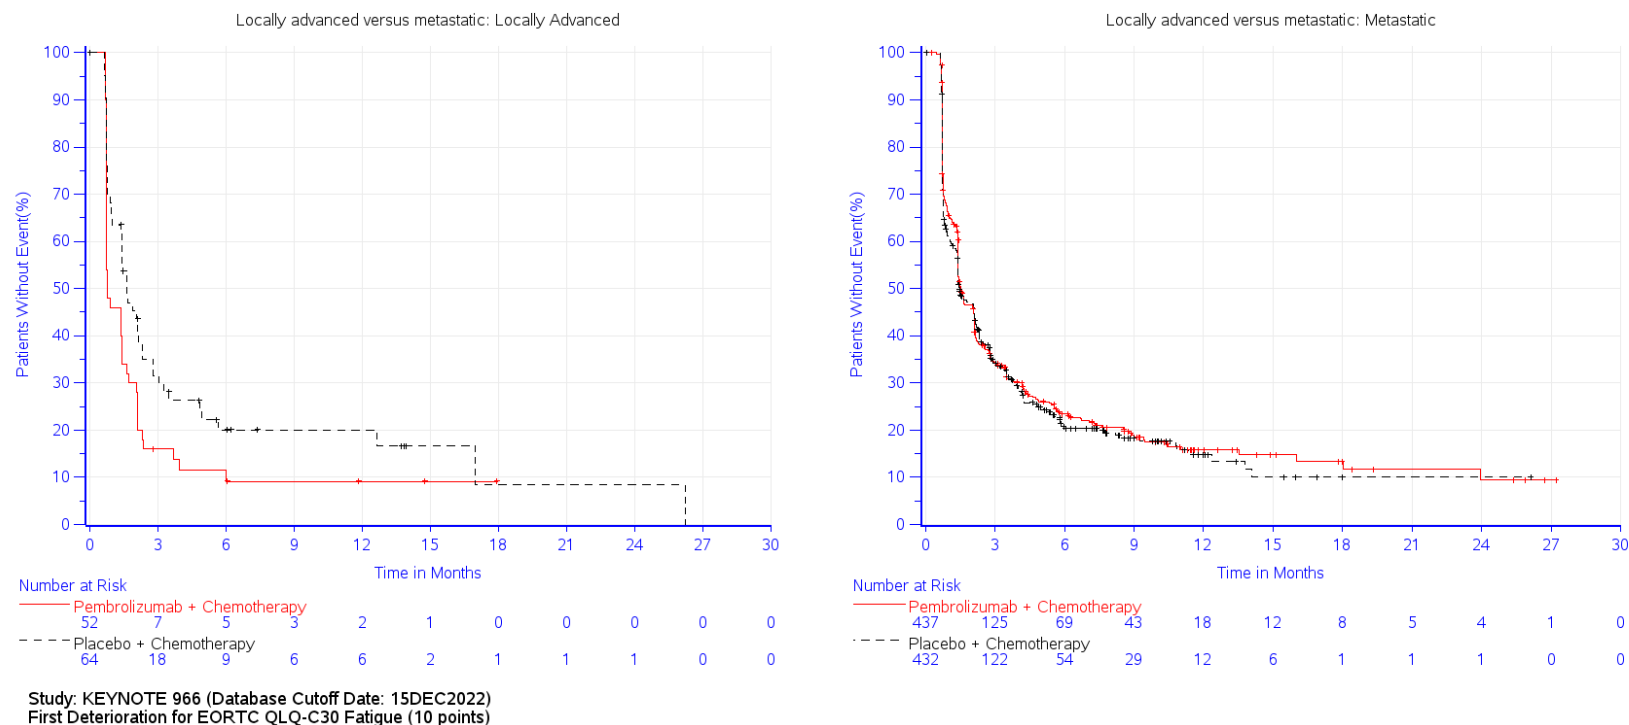 Locally advanced versus metastatic: Locally Advanced
Patients Without Event(%)
100
90
80
70
60
50
40
30
20
10
0
0 3 6 9 12 15 18 21 24 27 30
Time in Months
Number at Risk
Pembrolizumab + Chemotherapy
52 7 5 3 2 1 0 0 0 0 0
Placebo + Chemotherapy
64 18 9 6 6 2 1 1 1 0 0
Locally advanced versus metastatic: Metastatic
Patients Without Event(%)
100
90
80
70
60
50
40
30
20
10
0
0 3 6 9 12 15 18 21 24 27 30
Time in Months
Number at Risk
Pembrolizumab + Chemotherapy
437 125 69 43 18 12 8 5 4 1 0
Placebo + Chemotherapy
432 122 54 29 12 6 1 1 1 0 0
Study: KEYNOTE 966 (Database Cutoff Date: 15DEC2022)
First Deterioration for EORTC QLQ-C30 Fatigue (10 points)